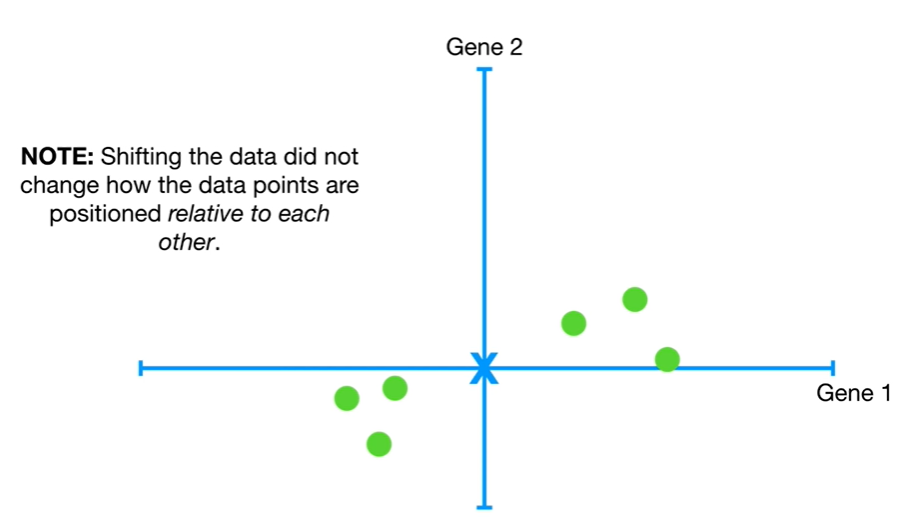 Gene 2
NOTE: Shifting the data did not
change how the data points are
positioned relative to each
other.
Gene 1